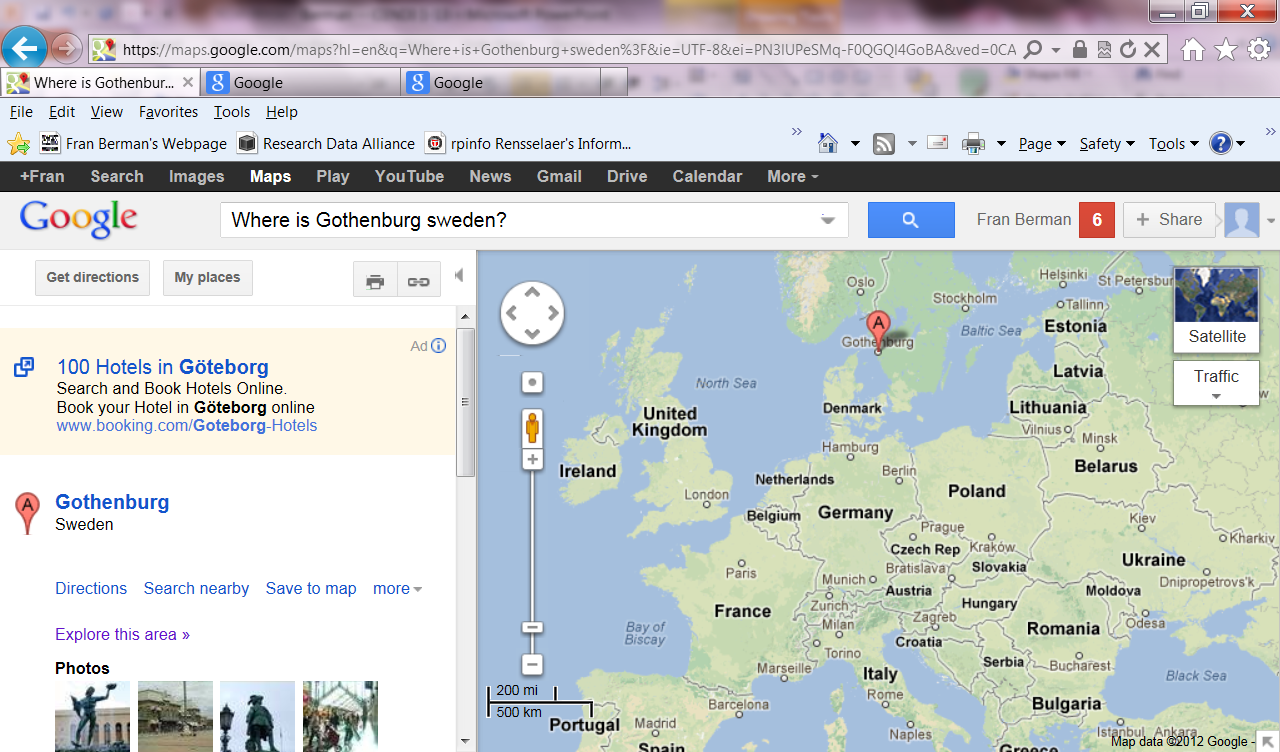 https://maps.google.com/maps?hl=en&q=Where+is+Gothenburg+sweden%3F&ie=UTF-8&ei=PN3lUPeSMq-F0QGQl4GoBA&ved=0CA
Where is Gothenbur...
Google
Google
File Edit View Favorites Tools Help
Fran Berman's Webpage Research Data Alliance rpinfo Rensselaer's Inform...
Page Safety Tools
+Fran Search Images Maps Play YouTube News Gmail Drive Calendar More
Google
Where is Gothenburg sweden?
Fran Berman 6 + Share
Get directions My places
Ad
100 Hotels in Göteborg
Search and Book Hotels Online.
Book your Hotel in Göteborg online
www.booking.com/Goteborg-Hotels
A
Gothenburg
Sweden
Directions Search nearby Save to map more
Explore this area »
Photos
Satellite
Traffic
Oslo
Helsinki
St Petersbur
Stockholm
Tallinn
A
Gothenburg
Baltic Sea
Estonia
Latvia
North Sea
Denmark
Lithuania
United
Kingdom
Vilnius
Minsk
Hamburg
Belarus
Ireland
Netherlands
Berlin
London
Poland
Belgium
Germany
Prague
Kiev
Kharkiv
Czech Rep
Kraków
Ukraine
Paris
Munich
Bratislava
Slovakia
Dnipropetrovs'k
Austria
Moldova
France
Zurich
Hungary
Bay of
Biscay
Milan
Zagreb
Romania
Odesa
Croatia
Torino
Serbia
Bucharest
Marseille
Italy
Black Sea
Rome
Bulgaria
Barcelona
200 mi
500 km
Portugal
Madrid
Naples
Istanbul
Ankara
Spain
Greece
Map data ©2012 Google -